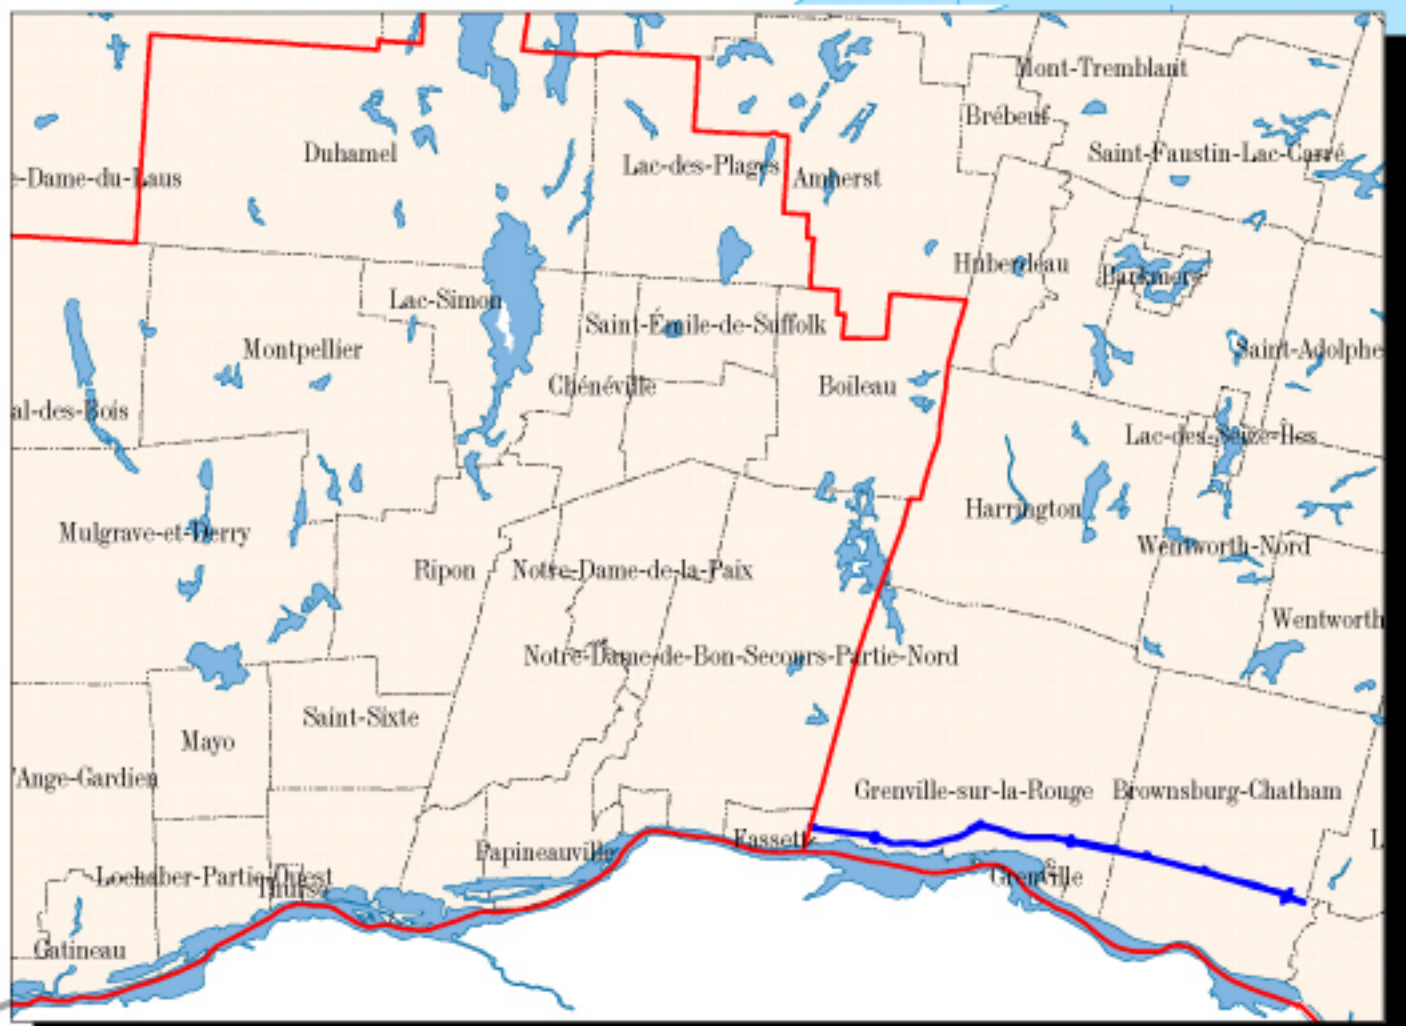 Mont-Tremblant
Brébeuf
Duhamel
Saint-Faustin-Lac-Carré
Lac-des-Plages
e-Dame-du-Laus
Amherst
Huberdeau
Barkmere
Lac-Simon
Saint-Émile-de-Suffolk
Montpellier
Saint-Adolphe
Chénéville
Boileau
al-des-Bois
Lac-des-Seize-Îles
Harrington
Mulgrave-et-Derry
Wentworth-Nord
Ripon
Notre-Dame-de-la-Paix
Wentworth
Notre-Dame-de-Bon-Secours-Partie-Nord
Saint-Sixte
Mayo
'Ange-Gardien
Grenville-sur-la-Rouge
Brownsburg-Chatham
Fassett
L
Papineauville
Lochaber-Partie-Ouest
Grenville
Thurso
Gatineau